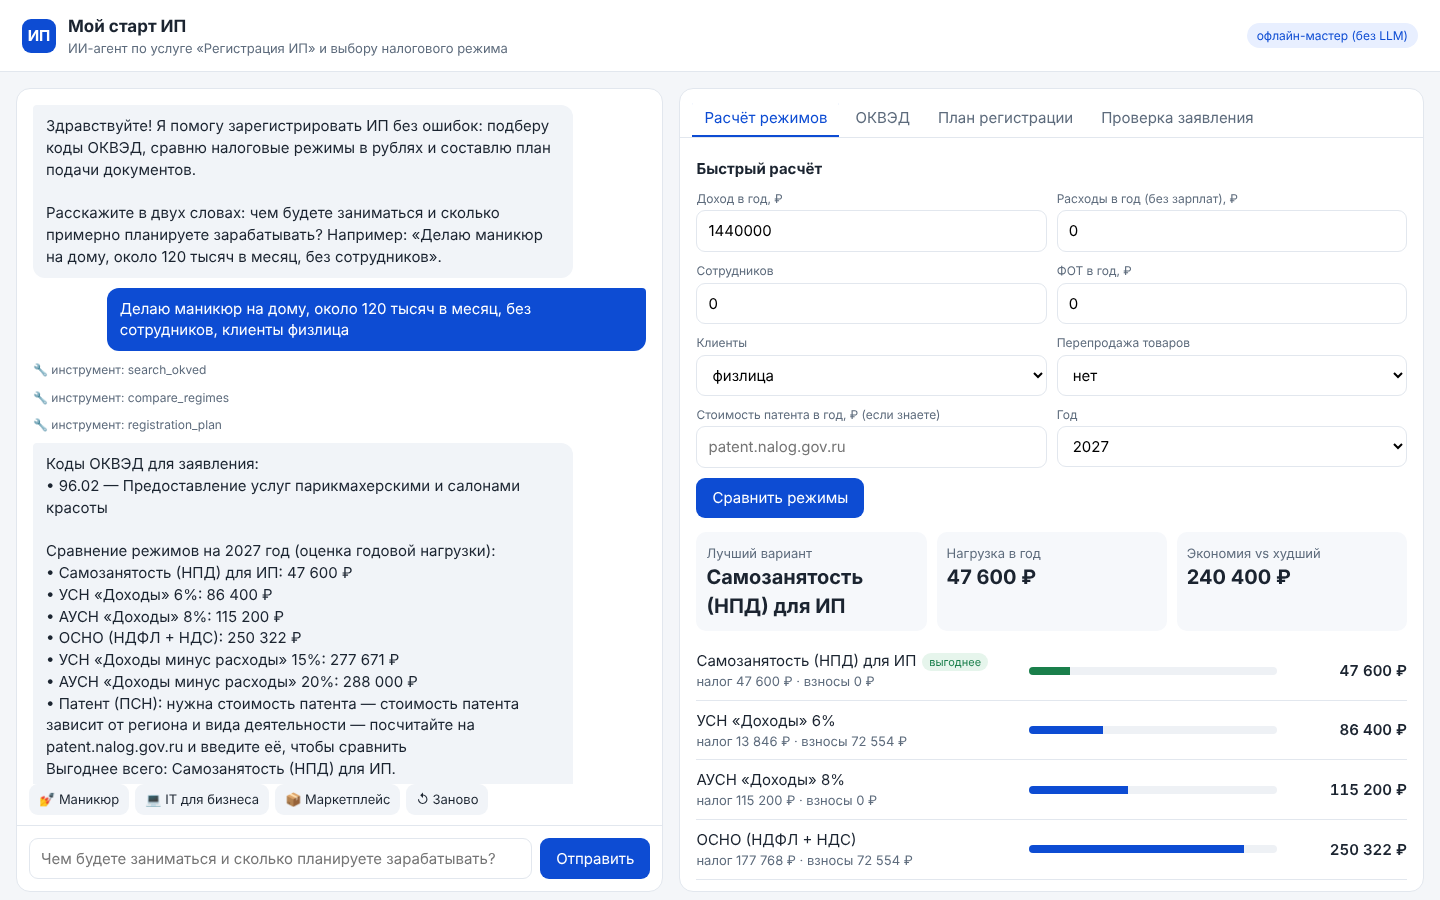 ИП
Мой старт ИП
ИИ-агент по услуге «Регистрация ИП» и выбору налогового режима
офлайн-мастер (без LLM)
Здравствуйте! Я помогу зарегистрировать ИП без ошибок: подберу
коды ОКВЭД, сравню налоговые режимы в рублях и составлю план
подачи документов.
Расскажите в двух словах: чем будете заниматься и сколько
примерно планируете зарабатывать? Например: «Делаю маникюр
на дому, около 120 тысяч в месяц, без сотрудников».
Делаю маникюр на дому, около 120 тысяч в месяц, без
сотрудников, клиенты физлица
🔧 инструмент: search_okved
🔧 инструмент: compare_regimes
🔧 инструмент: registration_plan
Коды ОКВЭД для заявления:
• 96.02 — Предоставление услуг парикмахерскими и салонами
красоты
Сравнение режимов на 2027 год (оценка годовой нагрузки):
• Самозанятость (НПД) для ИП: 47 600 ₽
• УСН «Доходы» 6%: 86 400 ₽
• АУСН «Доходы» 8%: 115 200 ₽
• ОСНО (НДФЛ + НДС): 250 322 ₽
• УСН «Доходы минус расходы» 15%: 277 671 ₽
• АУСН «Доходы минус расходы» 20%: 288 000 ₽
• Патент (ПСН): нужна стоимость патента — стоимость патента
зависит от региона и вида деятельности — посчитайте на
patent.nalog.gov.ru и введите её, чтобы сравнить
Выгоднее всего: Самозанятость (НПД) для ИП.
💅 Маникюр
💻 IT для бизнеса
📦 Маркетплейс
↺ Заново
Чем будете заниматься и сколько планируете зарабатывать?
Отправить
Расчёт режимов
ОКВЭД
План регистрации
Проверка заявления
Быстрый расчёт
Доход в год, ₽
Расходы в год (без зарплат), ₽
1440000
0
Сотрудников
ФОТ в год, ₽
0
0
Клиенты
Перепродажа товаров
физлица
нет
Стоимость патента в год, ₽ (если знаете)
Год
patent.nalog.gov.ru
2027
Сравнить режимы
Лучший вариант
Самозанятость
(НПД) для ИП
Нагрузка в год
47 600 ₽
Экономия vs худший
240 400 ₽
Самозанятость (НПД) для ИП выгоднее
налог 47 600 ₽ · взносы 0 ₽
47 600 ₽
УСН «Доходы» 6%
налог 13 846 ₽ · взносы 72 554 ₽
86 400 ₽
АУСН «Доходы» 8%
налог 115 200 ₽ · взносы 0 ₽
115 200 ₽
ОСНО (НДФЛ + НДС)
налог 177 768 ₽ · взносы 72 554 ₽
250 322 ₽